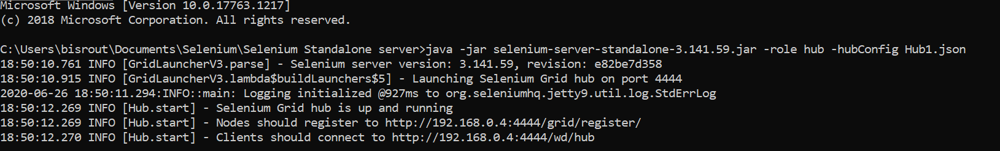 Microsoft Windows [Version 10.0.17763.1217]
(c) 2018 Microsoft Corporation. All rights reserved.
C:\Users\bisrout\Documents\Selenium\Selenium Standalone server>java -jar selenium-server-standalone-3.141.59.jar -role hub -hubConfig Hub1.json
18:50:10.761 INFO [GridLauncherV3.parse] - Selenium server version: 3.141.59, revision: e82be7d358
18:50:10.915 INFO [GridLauncherV3.lambda$buildLaunchers$5] - Launching Selenium Grid hub on port 4444
2020-06-26 18:50:11.294:INFO::main: Logging initialized @927ms to org.seleniumhq.jetty9.util.log.StdErrLog
18:50:12.269 INFO [Hub.start] - Selenium Grid hub is up and running
18:50:12.269 INFO [Hub.start] - Nodes should register to http://192.168.0.4:4444/grid/register/
18:50:12.270 INFO [Hub.start] - Clients should connect to http://192.168.0.4:4444/wd/hub